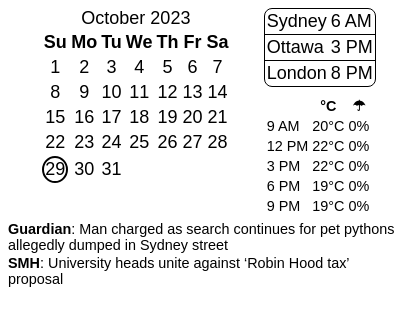 October 2023
Su Mo Tu We Th Fr Sa
1 2 3 4 5 6 7
8 9 10 11 12 13 14
15 16 17 18 19 20 21
22 23 24 25 26 27 28
29 30 31
Sydney 6 AM
Ottawa 3 PM
London 8 PM
°C ☂
9 AM 20°C 0%
12 PM 22°C 0%
3 PM 22°C 0%
6 PM 19°C 0%
9 PM 19°C 0%
Guardian: Man charged as search continues for pet pythons
allegedly dumped in Sydney street
SMH: University heads unite against ‘Robin Hood tax’
proposal